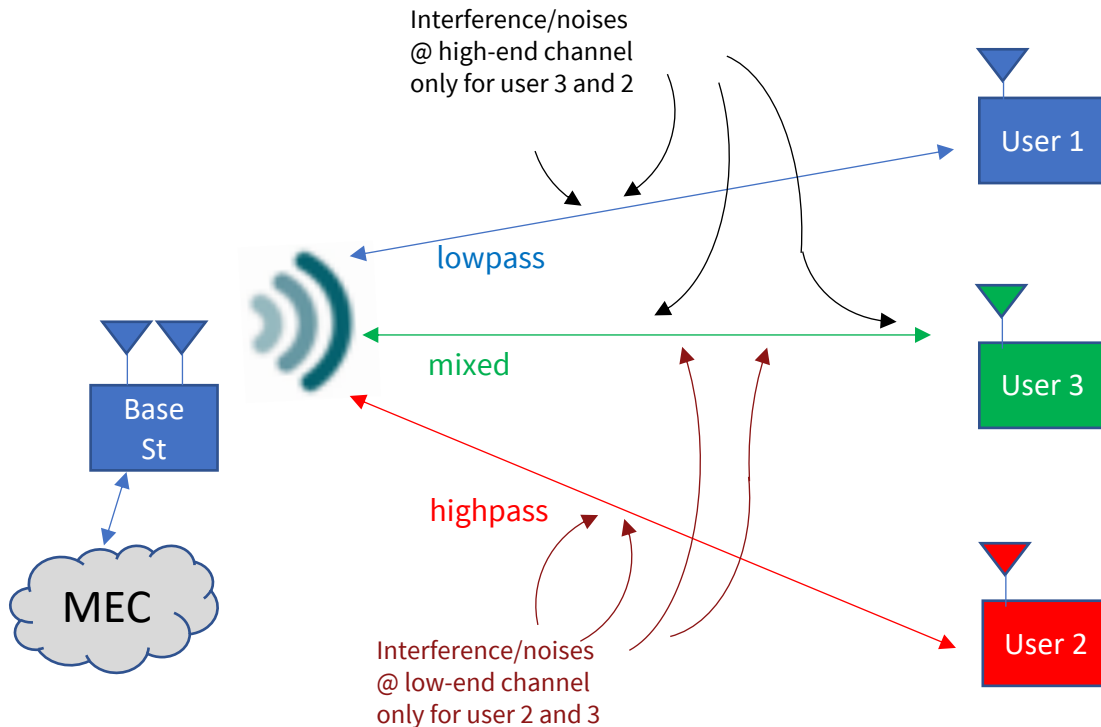 Interference/noises
@ high-end channel
only for user 3 and 2
User 1
lowpass
mixed
User 3
Base
St
highpass
MEC
User 2
Interference/noises
@ low-end channel
only for user 2 and 3